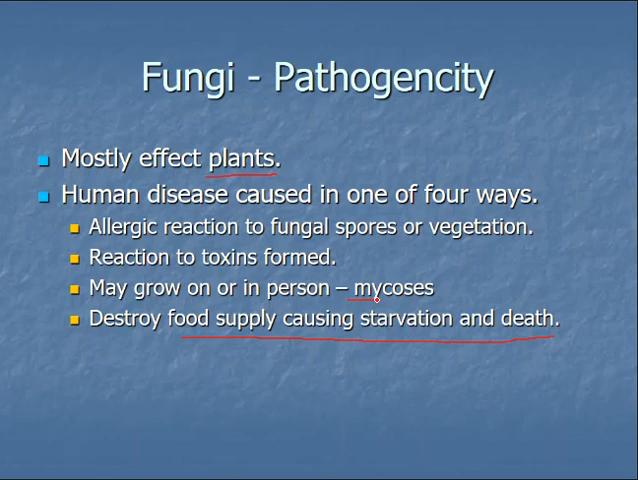 Fungi - Pathogencity
Mostly effect plants.
Human disease caused in one of four ways.
Allergic reaction to fungal spores or vegetation.
Reaction to toxins formed.
May grow on or in person – mycoses
Destroy food supply causing starvation and death.